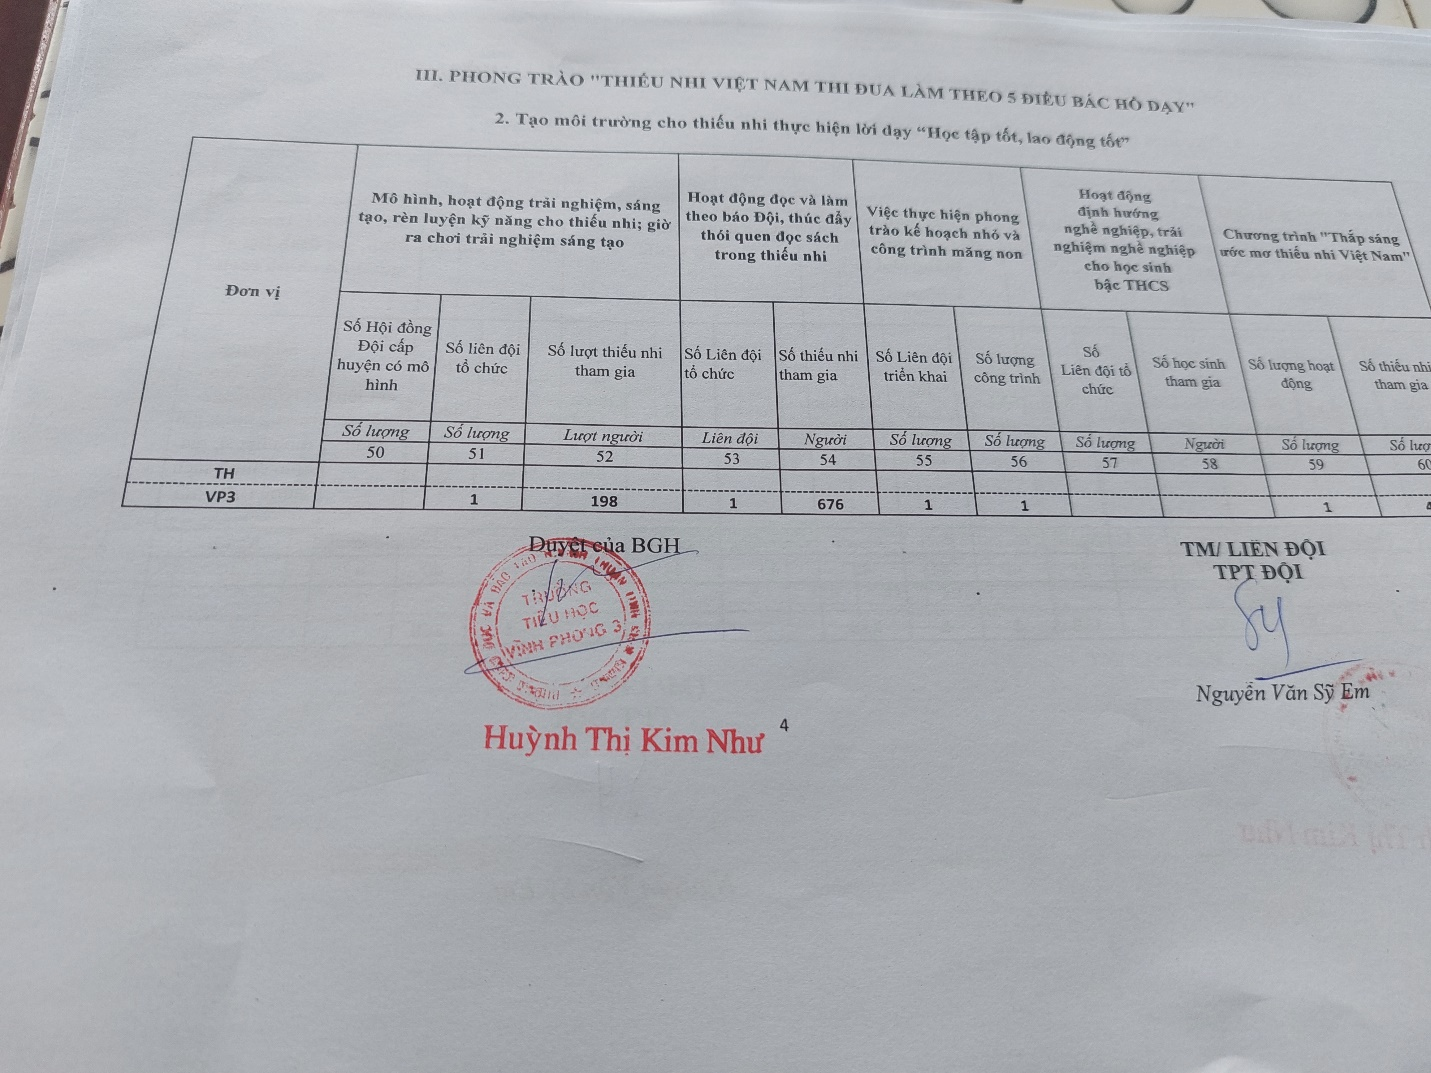 III. PHONG TRÀO "THIẾU NHI VIỆT NAM THI ĐUA LÀM THEO 5 ĐIỀU BÁC HỒ DẠY"
2. Tạo môi trường cho thiếu nhi thực hiện lời dạy “Học tập tốt, lao động tốt”
Đơn vị
Mô hình, hoạt động trải nghiệm, sáng
tạo, rèn luyện kỹ năng cho thiếu nhi; giờ
ra chơi trải nghiệm sáng tạo
Hoạt động đọc và làm
theo báo Đội, thúc đẩy
thói quen đọc sách
trong thiếu nhi
Việc thực hiện phong
trào kế hoạch nhỏ và
công trình măng non
Hoạt động
định hướng
nghề nghiệp, trải
nghiệm nghề nghiệp
cho học sinh
bậc THCS
Chương trình "Thắp sáng
ước mơ thiếu nhi Việt Nam"
Số Hội đồng
Đội cấp
huyện có mô
hình
Số liên đội
tổ chức
Số lượt thiếu nhi
tham gia
Số Liên đội
tổ chức
Số thiếu nhi
tham gia
Số Liên đội
triển khai
Số lượng
công trình
Số
Liên đội tổ
chức
Số học sinh
tham gia
Số lượng hoạt
động
Số thiếu nhi
tham gia
Số lượng Số lượng Lượt người Liên đội Người Số lượng Số lượng Số lượng Người Số lượng Số
50 51 52 53 54 55 56 57 58 59 60
TH
VP3 1 198 1 676 1 1 1
Duyệt của BGH
TRƯỜNG
TIỂU HỌC
VĨNH PHONG 3
Huỳnh Thị Kim Như
4
TM/ LIÊN ĐỘI
TPT ĐỘI
Sỹ
Nguyễn Văn Sỹ Em